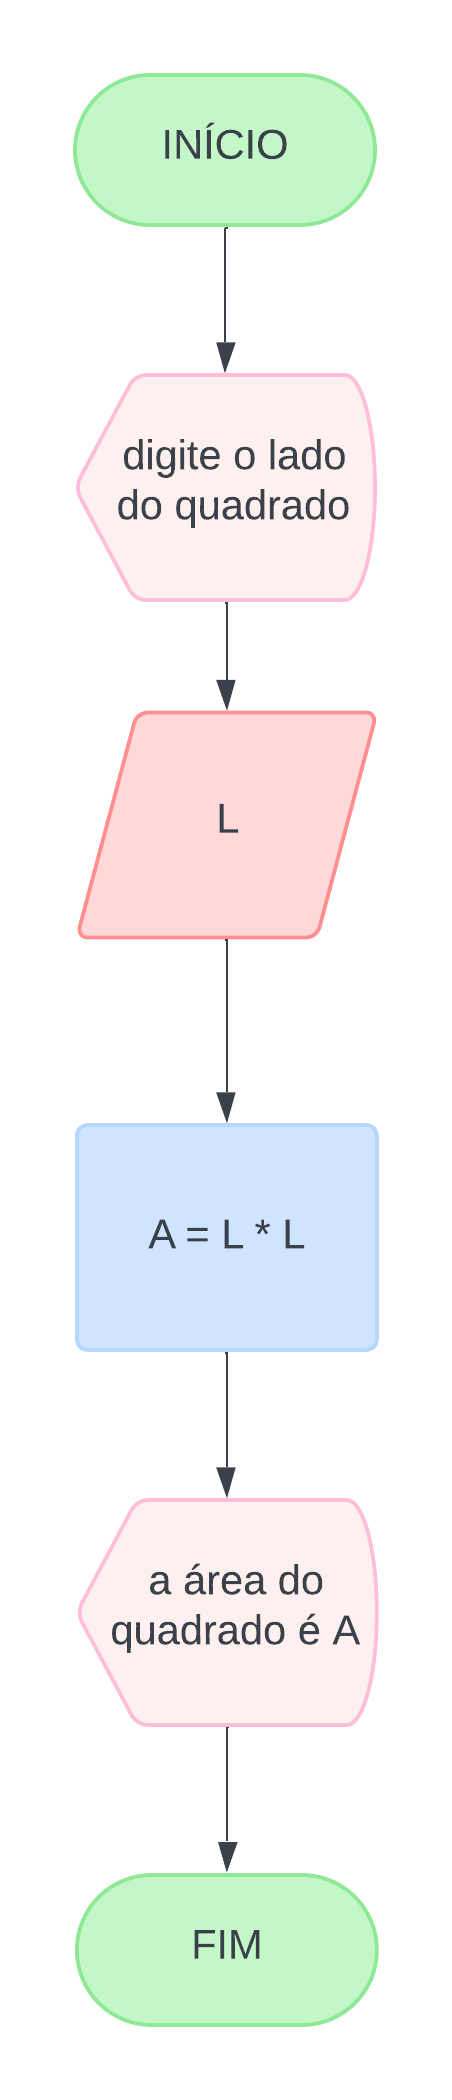 INÍCIO
digite o lado
do quadrado
L
A = L * L
a área do
quadrado é A
FIM